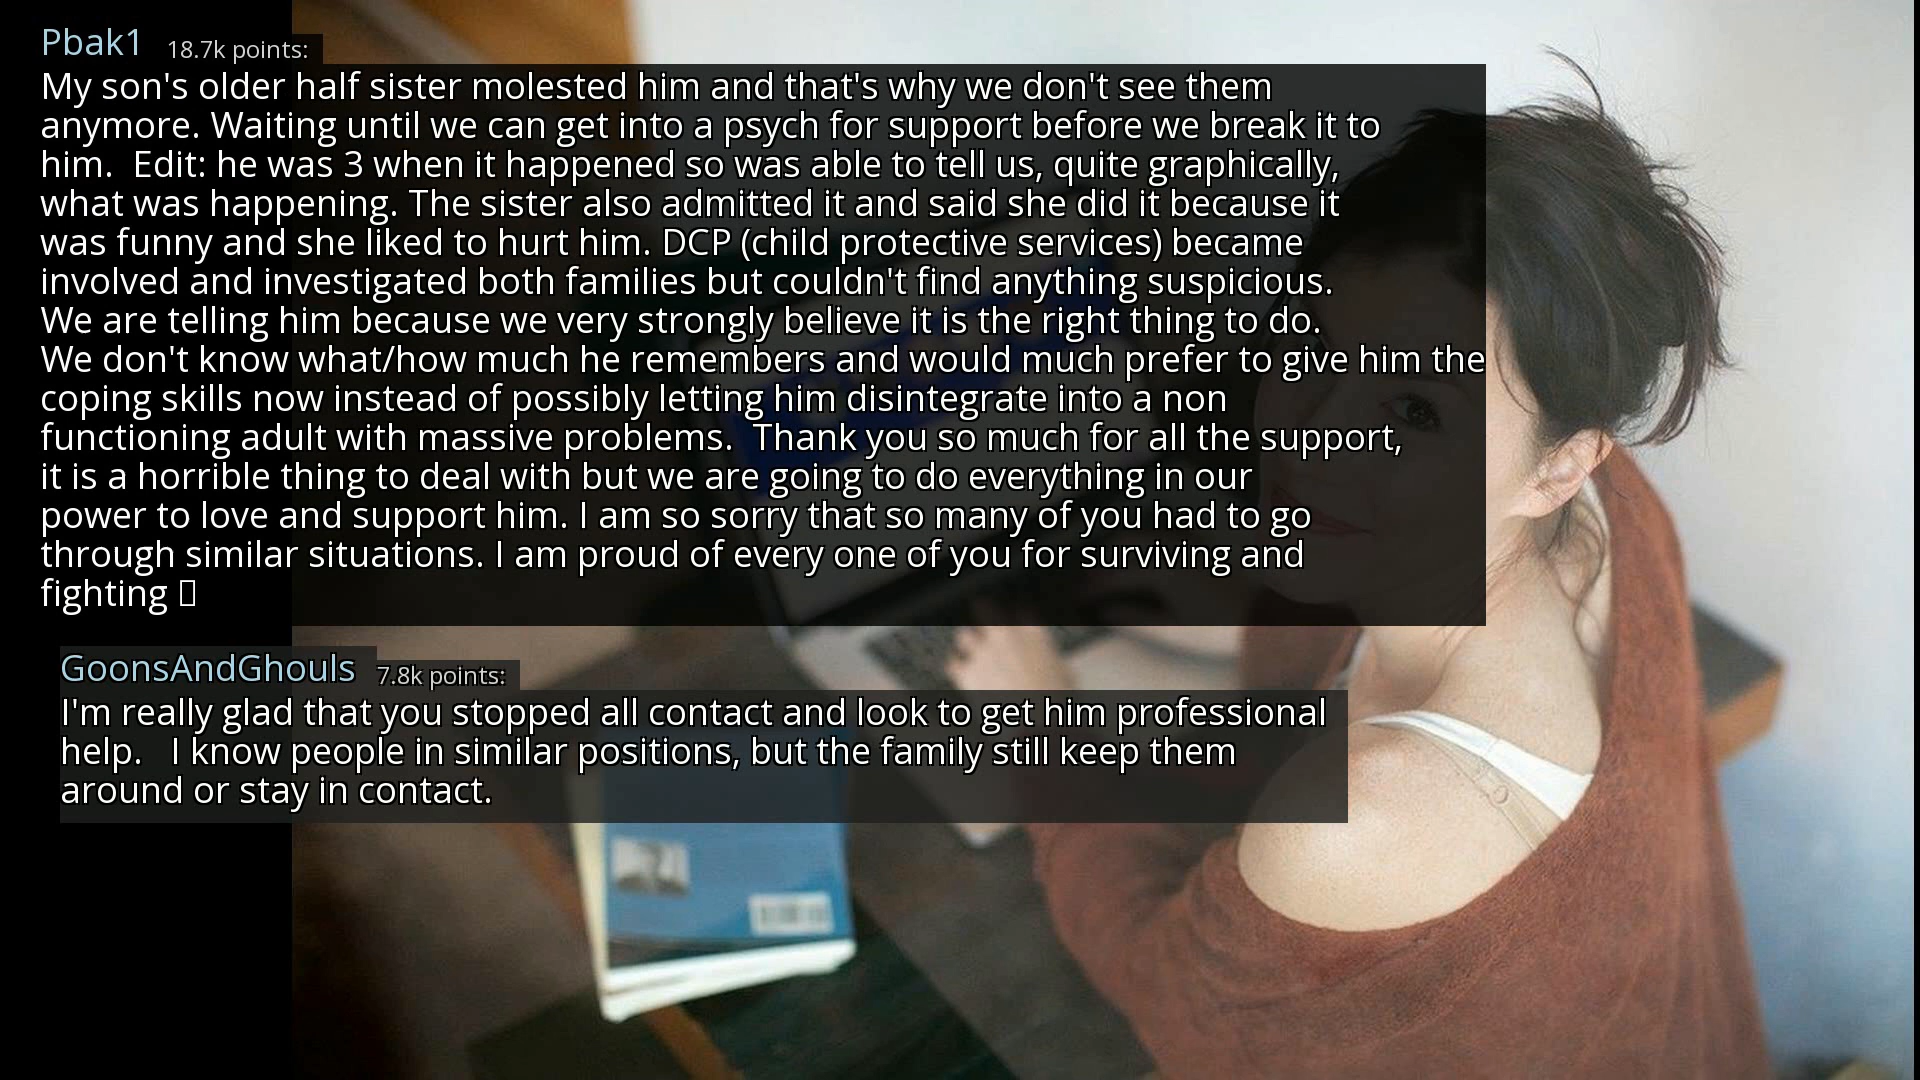 Pbak1 18.7k points:
My son's older half sister molested him and that's why we don't see them
anymore. Waiting until we can get into a psych for support before we break it to
him.  Edit: he was 3 when it happened so was able to tell us, quite graphically,
what was happening. The sister also admitted it and said she did it because it
was funny and she liked to hurt him. DCP (child protective services) became
involved and investigated both families but couldn't find anything suspicious.
We are telling him because we very strongly believe it is the right thing to do.
We don't know what/how much he remembers and would much prefer to give him the
coping skills now instead of possibly letting him disintegrate into a non
functioning adult with massive problems.  Thank you so much for all the support,
it is a horrible thing to deal with but we are going to do everything in our
power to love and support him. I am so sorry that so many of you had to go
through similar situations. I am proud of every one of you for surviving and
fighting
GoonsAndGhouls 7.8k points:
I'm really glad that you stopped all contact and look to get him professional
help.   I know people in similar positions, but the family still keep them
around or stay in contact.